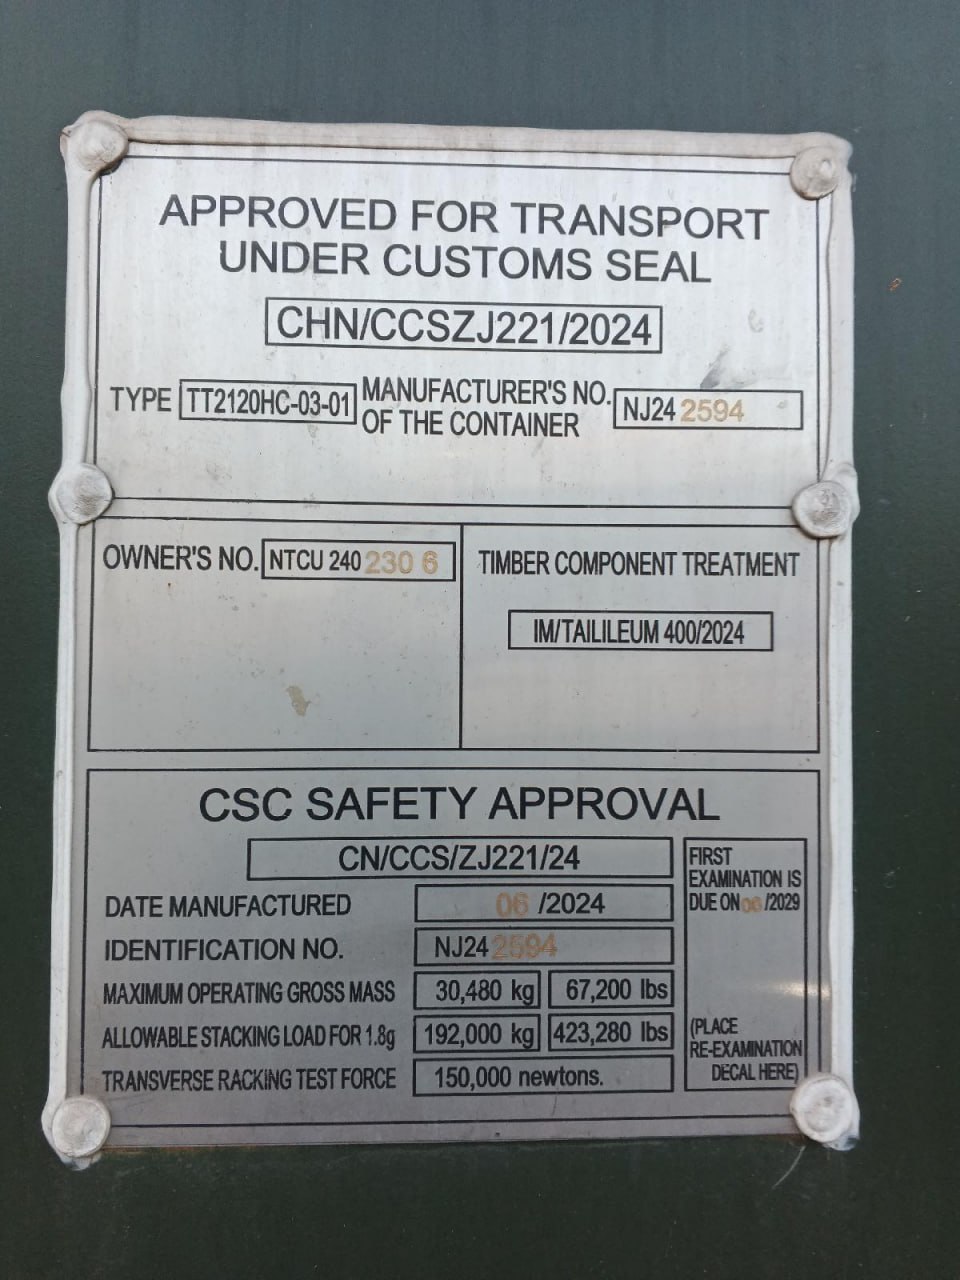 APPROVED FOR TRANSPORT
UNDER CUSTOMS SEAL
CHN/CCSZJ221/2024
TYPE TT2120HC-03-01 MANUFACTURER'S NO. OF THE CONTAINER NJ24 2594
OWNER'S NO. NTCU 240 230 6
TIMBER COMPONENT TREATMENT
IM/TAILILEUM 400/2024
CSC SAFETY APPROVAL
CN/CCS/ZJ221/24
DATE MANUFACTURED 06 /2024
IDENTIFICATION NO. NJ24 2594
MAXIMUM OPERATING GROSS MASS 30,480 kg 67,200 lbs
ALLOWABLE STACKING LOAD FOR 1.8g 192,000 kg 423,280 lbs
TRANSVERSE RACKING TEST FORCE 150,000 newtons.
FIRST
EXAMINATION IS
DUE ON 06 /2029
(PLACE
RE-EXAMINATION
DECAL HERE)